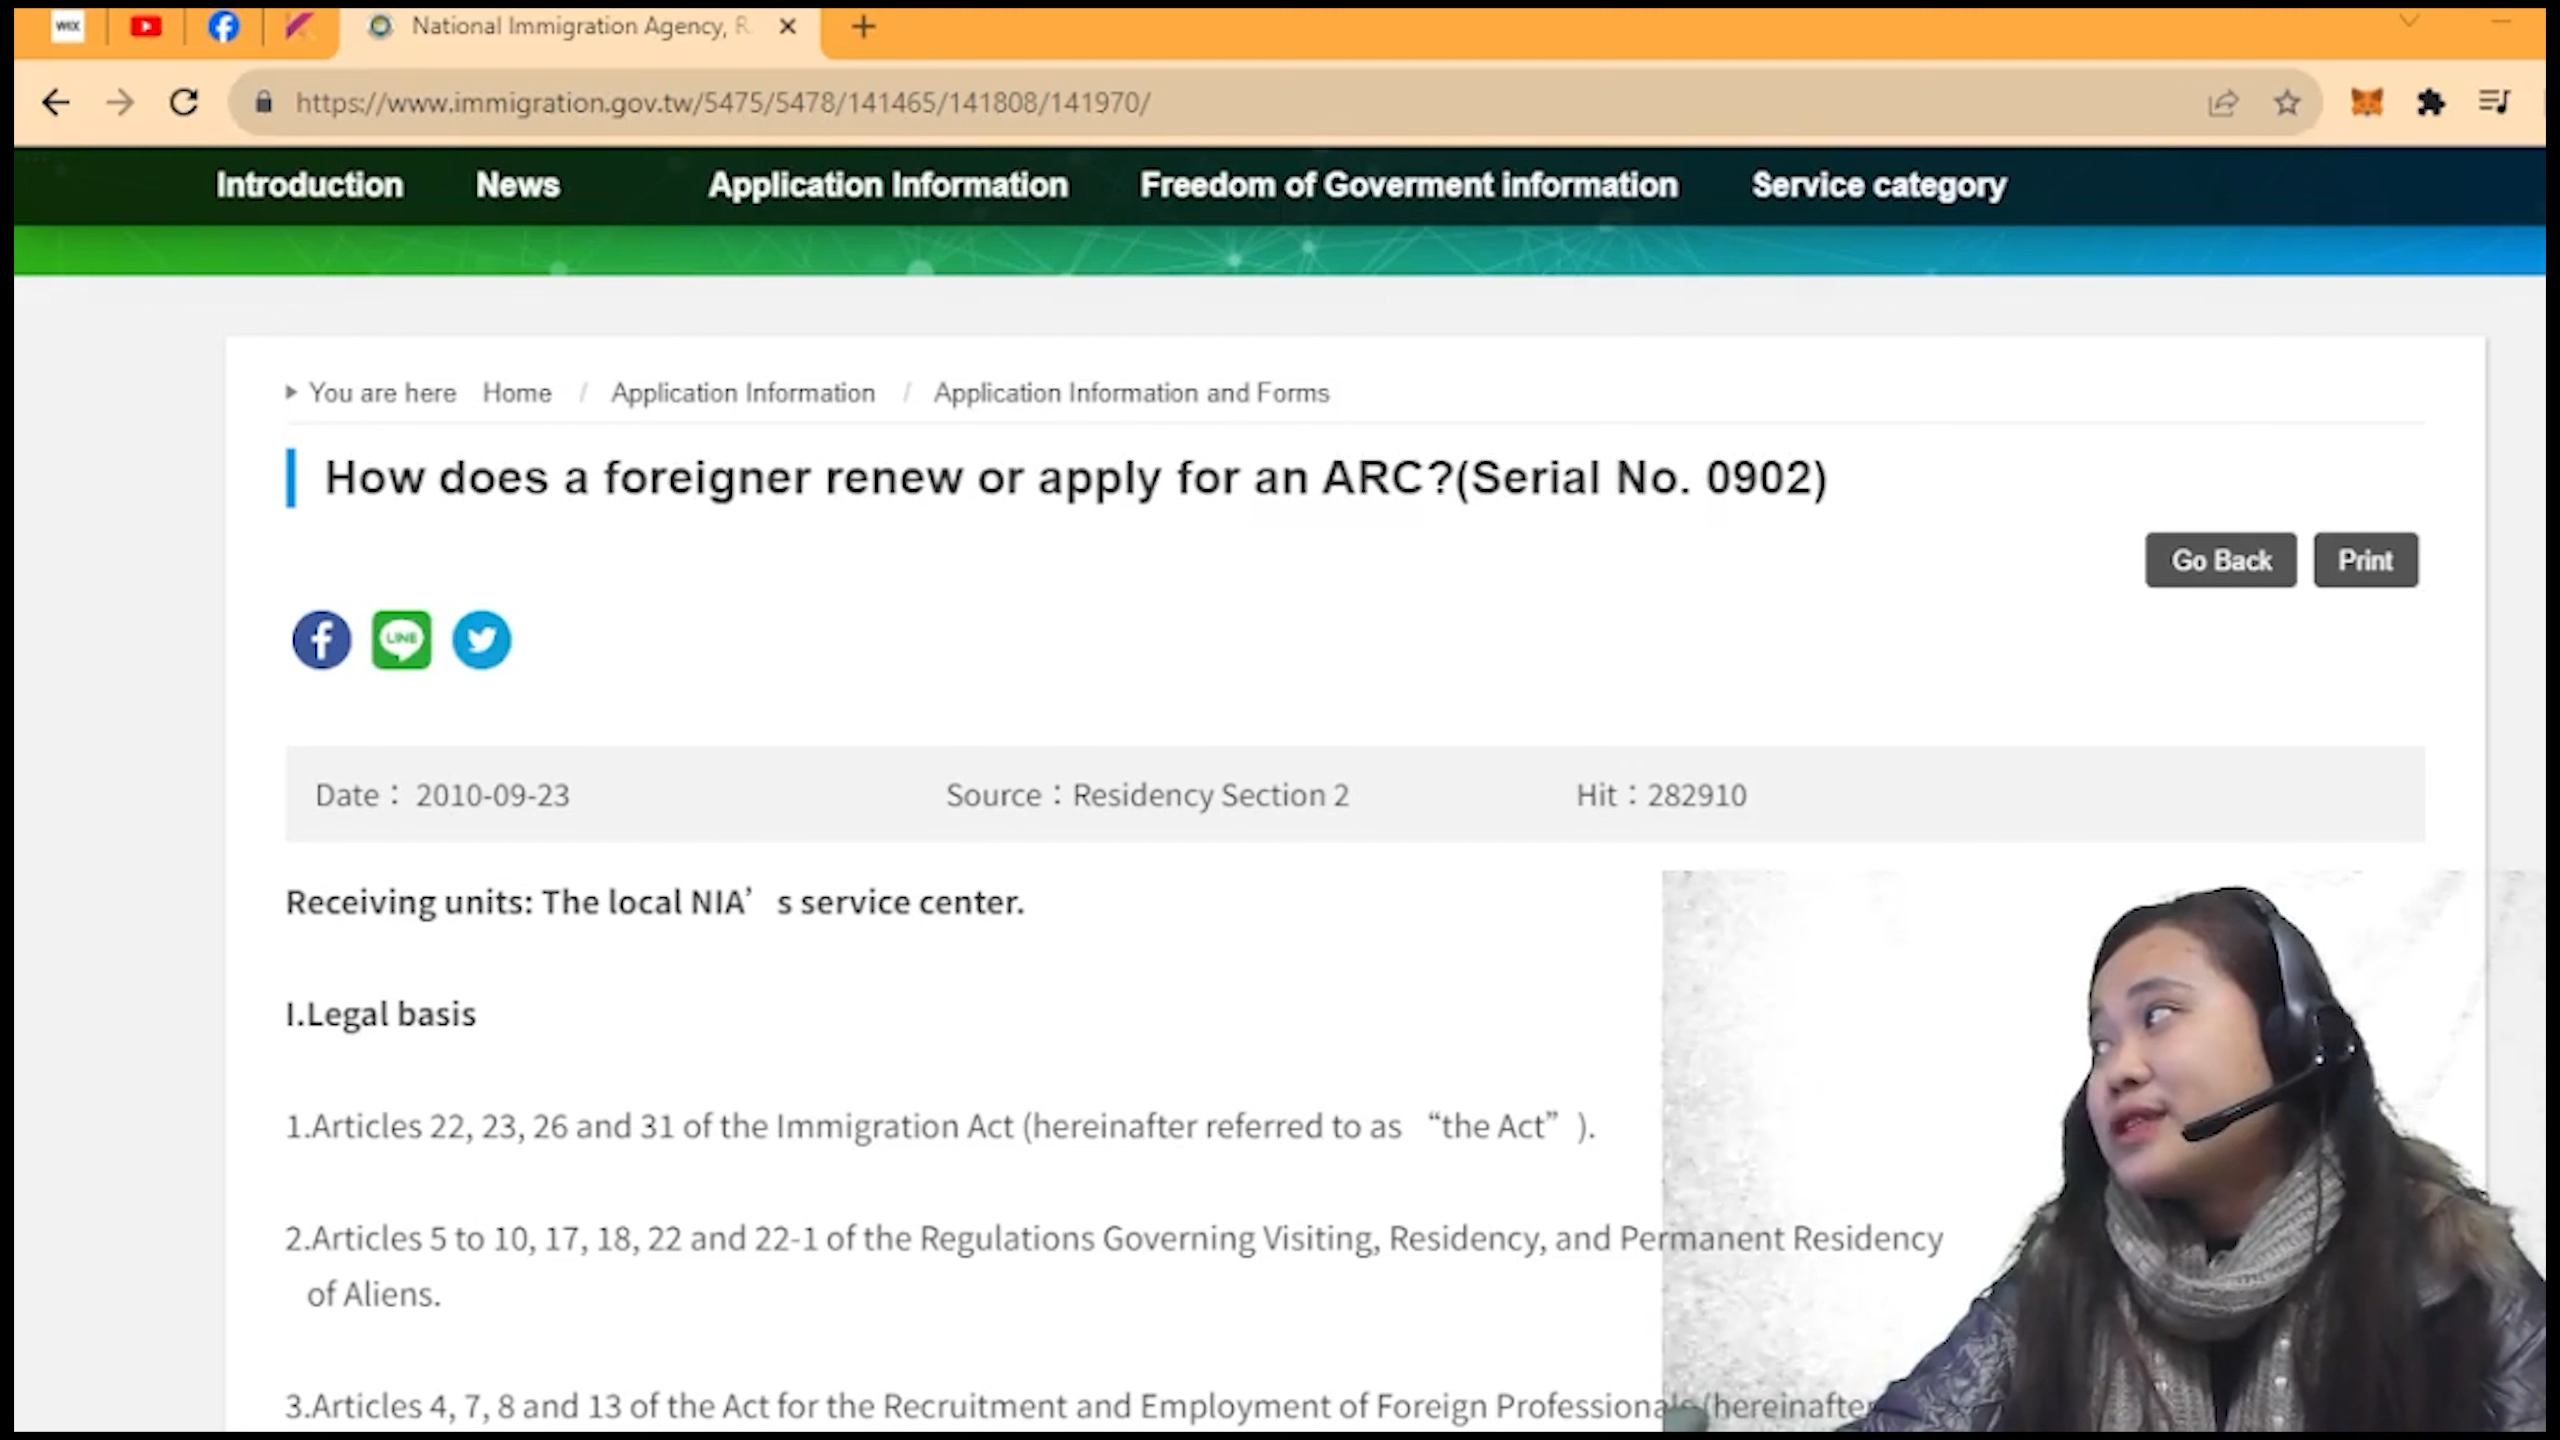 WIX
National Immigration Agency, R
https://www.immigration.gov.tw/5475/5478/141465/141808/141970/
Introduction News Application Information Freedom of Goverment information Service category
You are here Home / Application Information / Application Information and Forms
How does a foreigner renew or apply for an ARC?(Serial No. 0902)
Go Back Print
LINE
Date： 2010-09-23 Source：Residency Section 2 Hit：282910
Receiving units: The local NIA’ s service center.
I.Legal basis
1.Articles 22, 23, 26 and 31 of the Immigration Act (hereinafter referred to as “the Act” ).
2.Articles 5 to 10, 17, 18, 22 and 22-1 of the Regulations Governing Visiting, Residency, and Permanent Residency
of Aliens.
3.Articles 4, 7, 8 and 13 of the Act for the Recruitment and Employment of Foreign Professionals (hereinafter